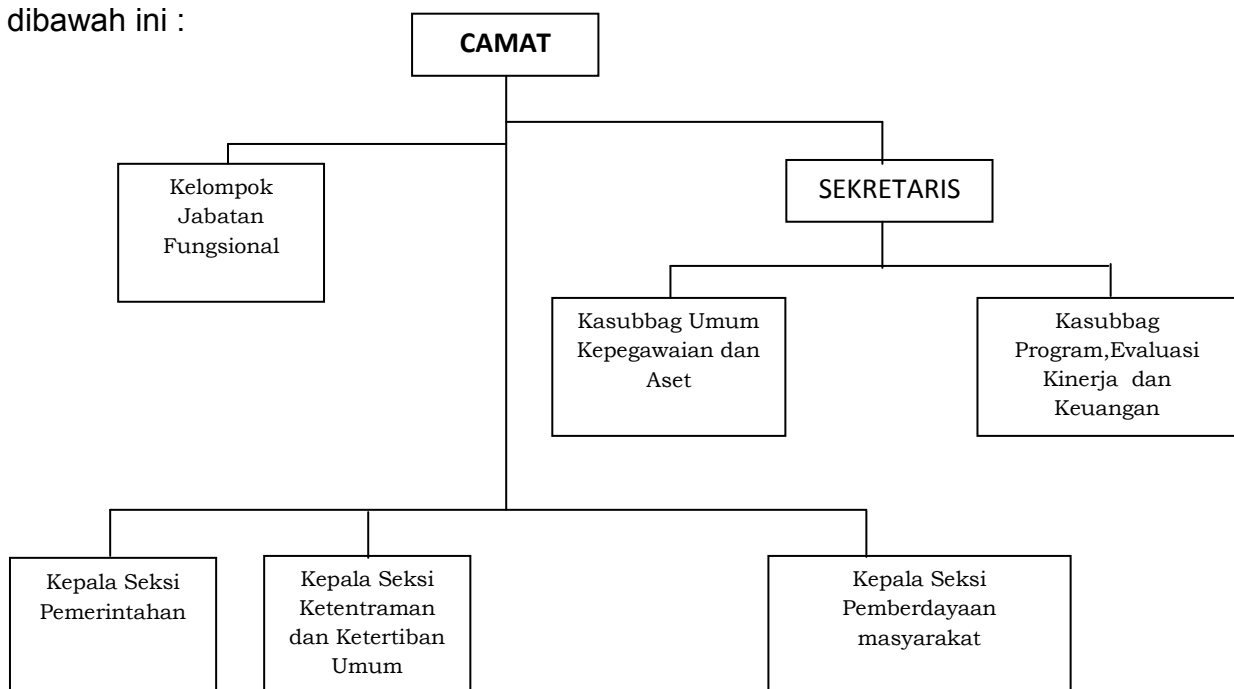 dibawah ini :
CAMAT
Kelompok
Jabatan
Fungsional
SEKRETARIS
Kasubbag Umum
Kepegawaian dan
Aset
Kasubbag
Program,Evaluasi
Kinerja dan
Keuangan
Kepala Seksi
Pemerintahan
Kepala Seksi
Ketentraman
dan Ketertiban
Umum
Kepala Seksi
Pemberdayaan
masyarakat